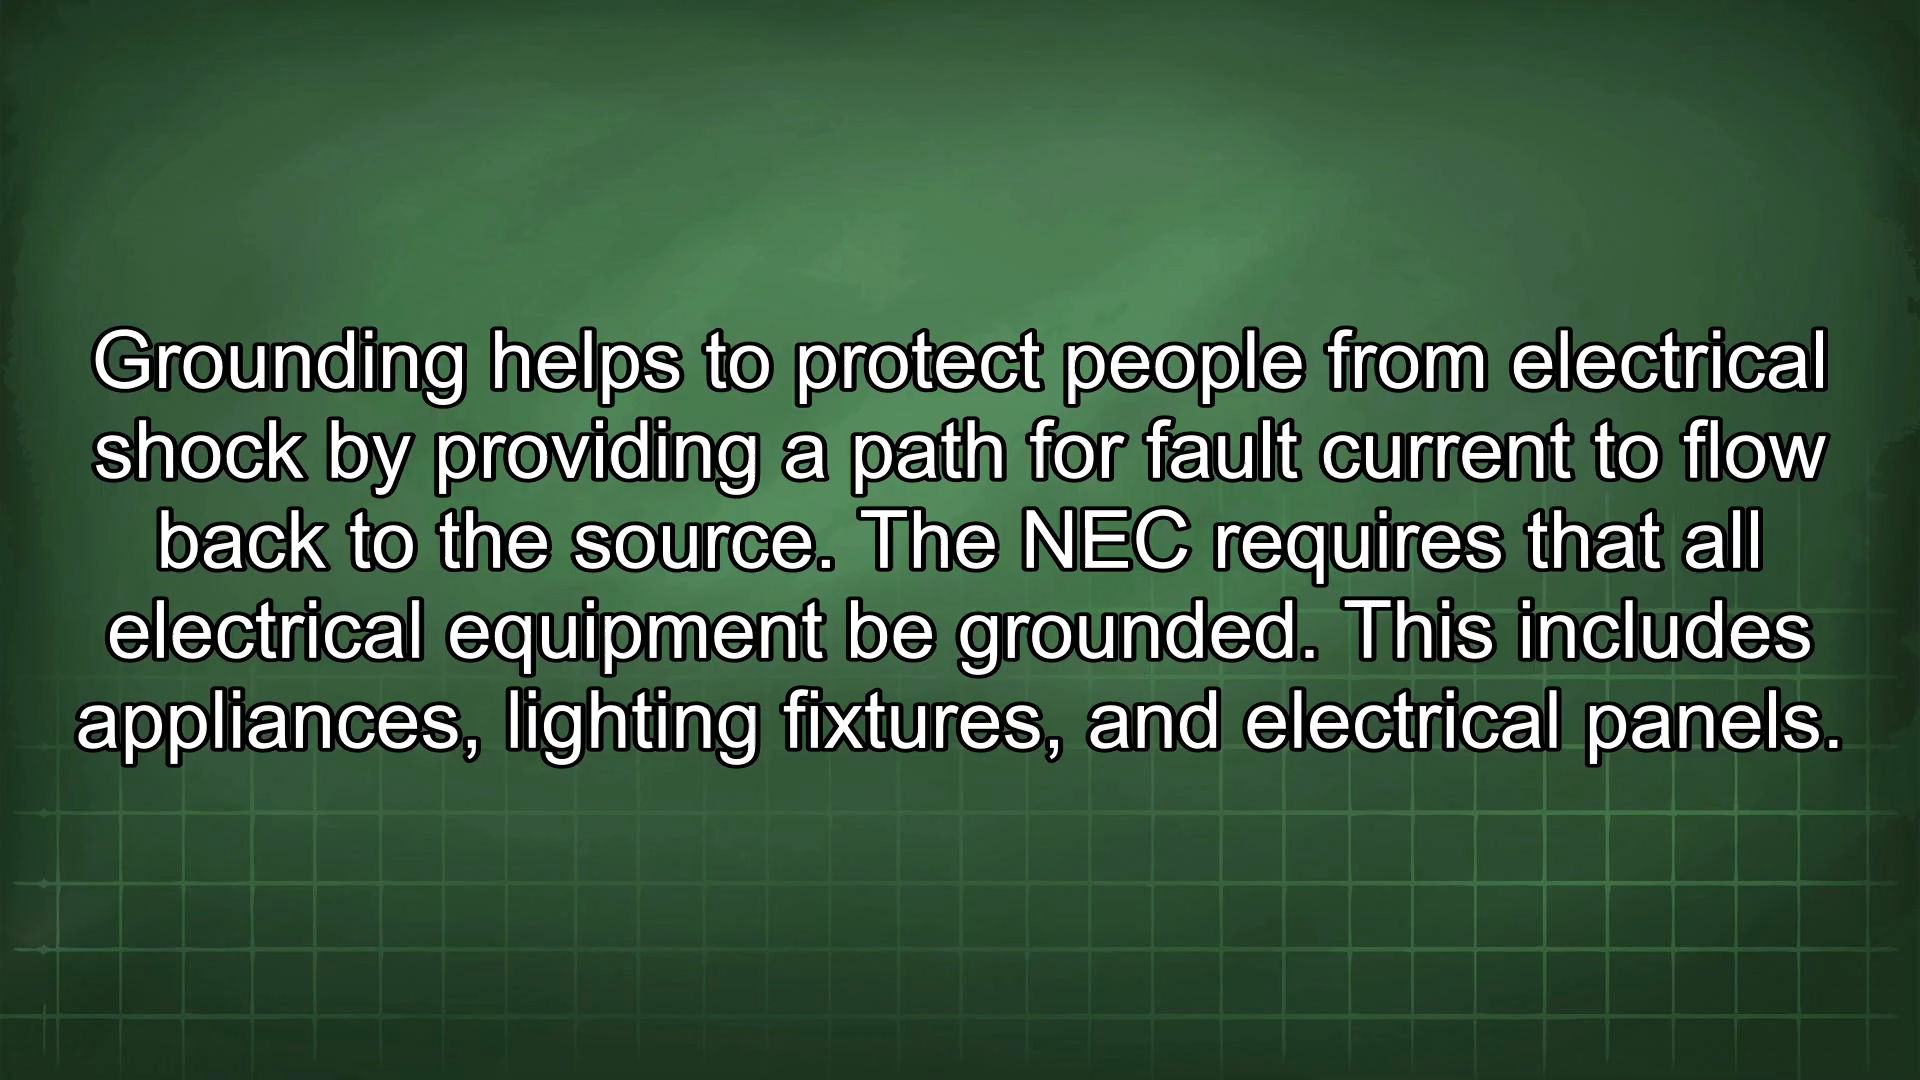 Grounding helps to protect people from electrical
shock by providing a path for fault current to flow
back to the source. The NEC requires that all
electrical equipment be grounded. This includes
appliances, lighting fixtures, and electrical panels.